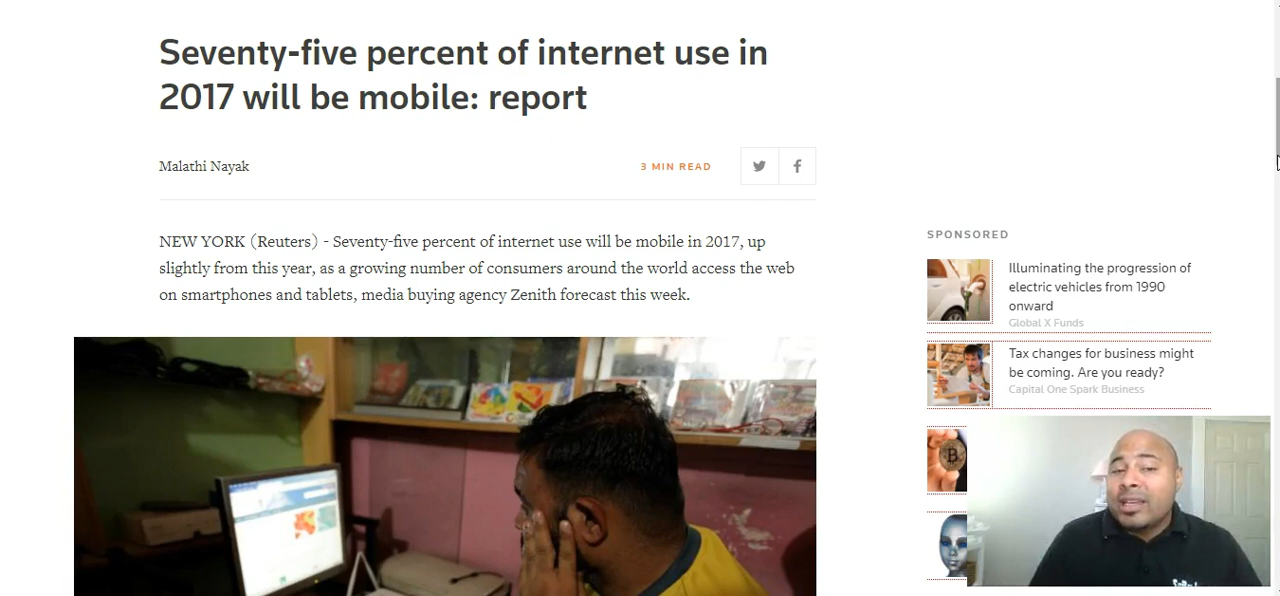 Seventy-five percent of internet use in
2017 will be mobile: report
Malathi Nayak
3 MIN READ
NEW YORK (Reuters) - Seventy-five percent of internet use will be mobile in 2017, up
slightly from this year, as a growing number of consumers around the world access the web
on smartphones and tablets, media buying agency Zenith forecast this week.
SPONSORED
Illuminating the progression of
electric vehicles from 1990
onward
Global X Funds
Tax changes for business might
be coming. Are you ready?
Capital One Spark Business